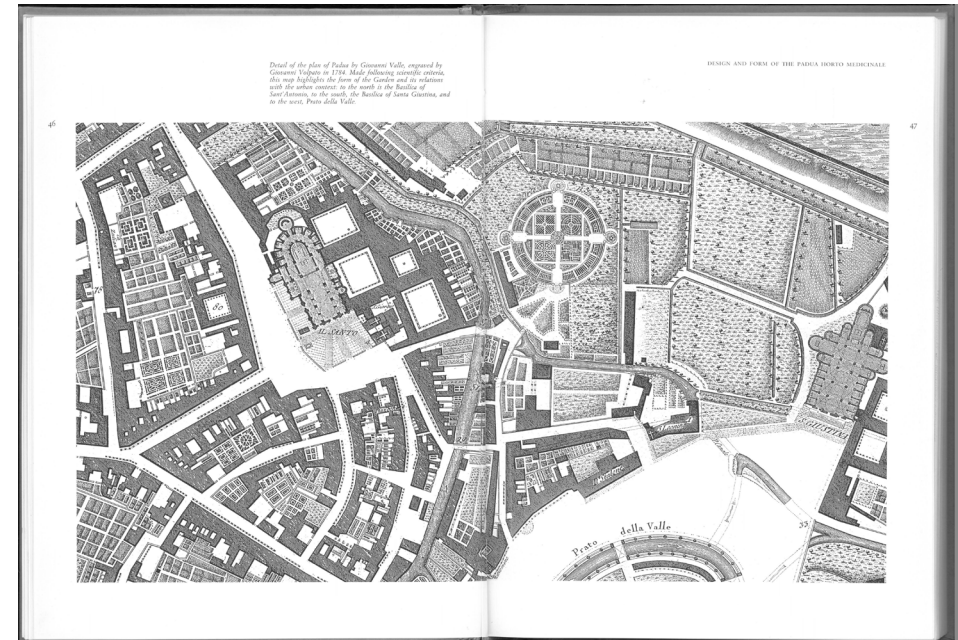 Detail of the plan of Padua by Giovanni Valle, engraved by
Giovanni Volpato in 1784. Made following scientific criteria,
this map highlights the form of the Garden and its relations
with the urban context: to the north is the Basilica of
Sant'Antonio, to the south, the Basilica of Santa Giustina, and
to the west, Prato della Valle.
DESIGN AND FORM OF THE PADUA HORTO MEDICINALE
46
47
IL SANTO
S. GIUSTINA
Prato della Valle
33